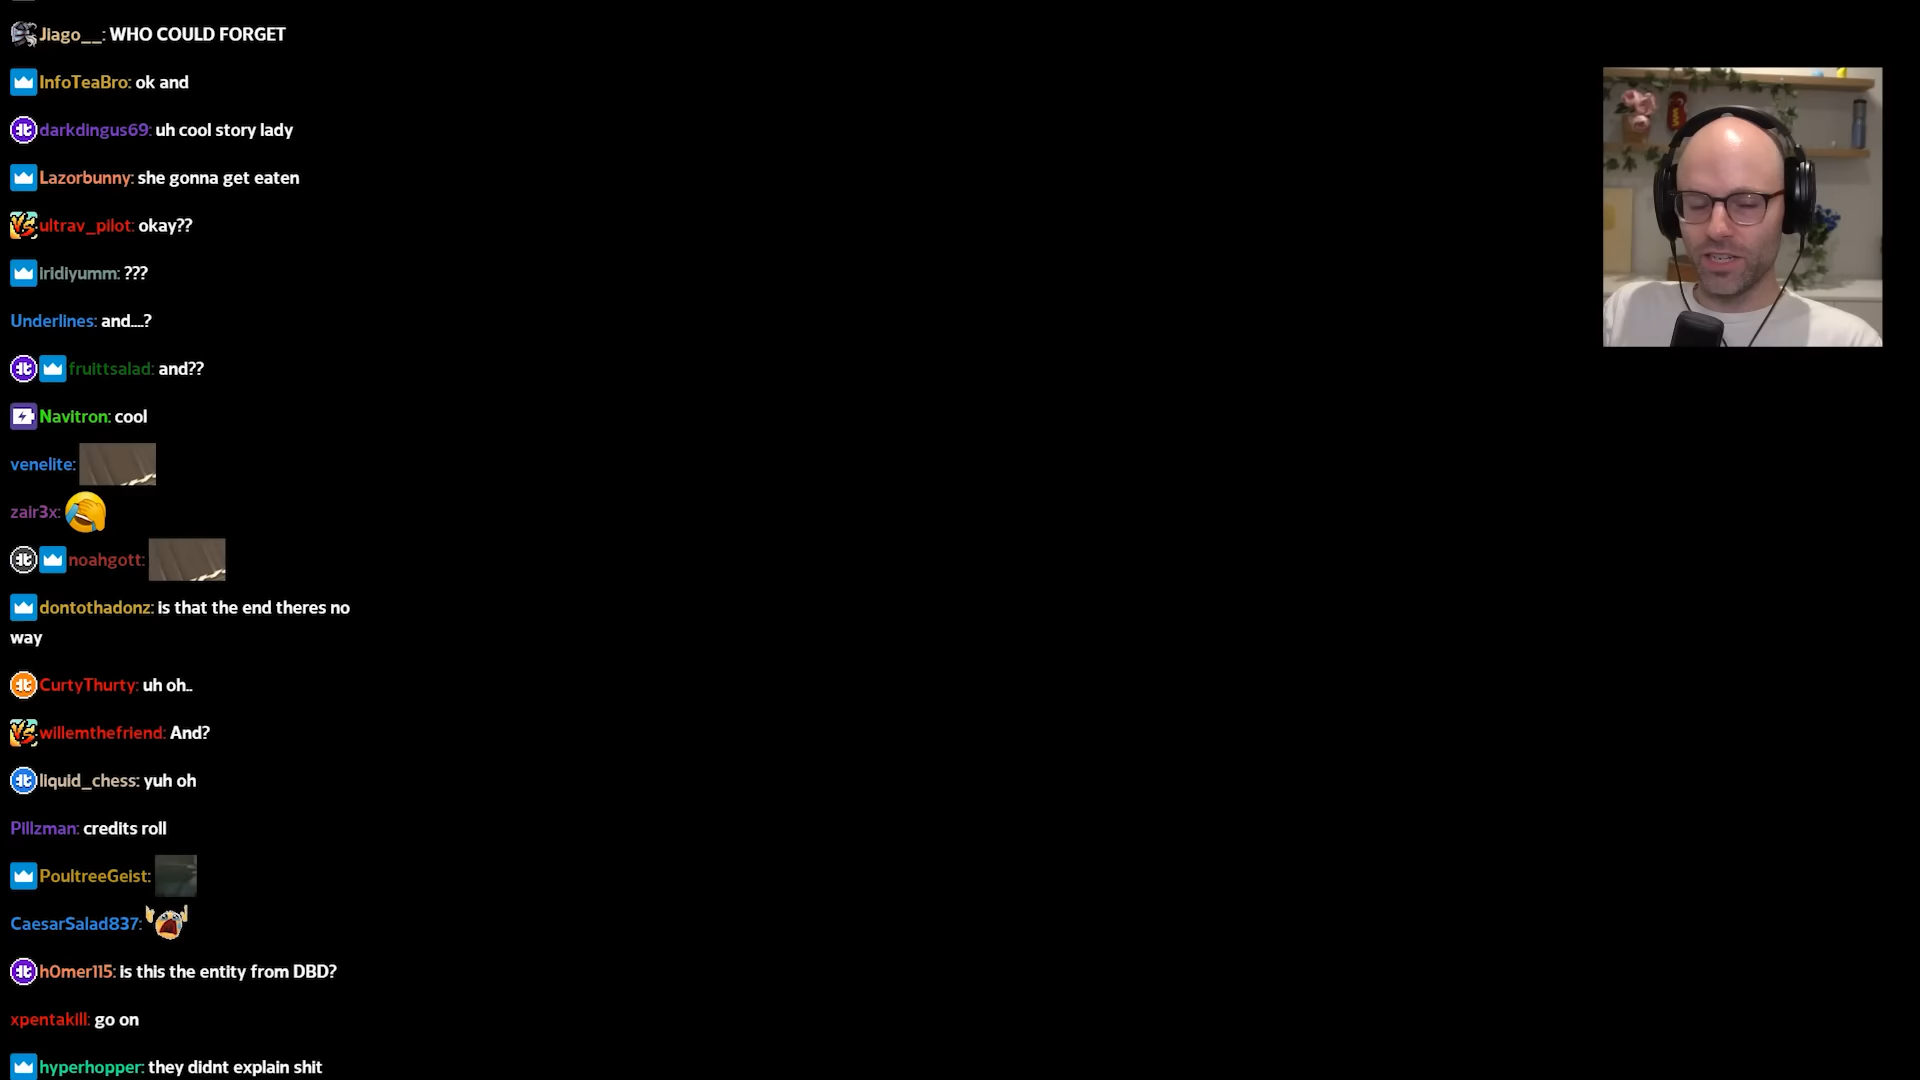 Jlago__: WHO COULD FORGET
InfoTeaBro: ok and
darkdingus69: uh cool story lady
Lazorbunny: she gonna get eaten
ultrav_pilot: okay??
iridiyumm: ???
Underlines: and....?
fruittsalad: and??
Navitron: cool
venelite:
zair3x:
noahgott:
dontothadonz: is that the end theres no
way
CurtyThurty: uh oh..
willemthefriend: And?
liquid_chess: yuh oh
Pillzman: credits roll
PoultreeGeist:
CaesarSalad837:
h0mer115: is this the entity from DBD?
xpentakill: go on
hyperhopper: they didnt explain shit